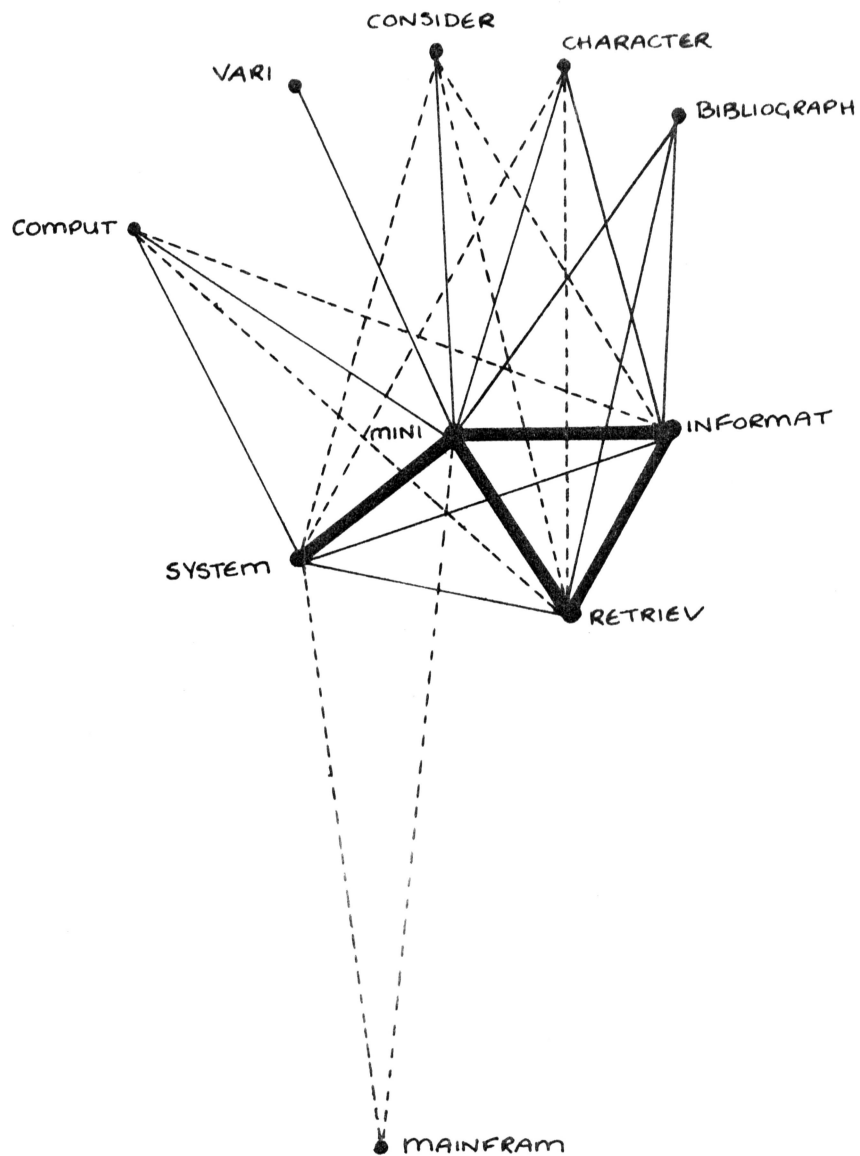 CONSIDER
CHARACTER
VARI
BIBLIOGRAPH
COMPUT
MINI
INFORMAT
SYSTEM
RETRIEV
MAINFRAM